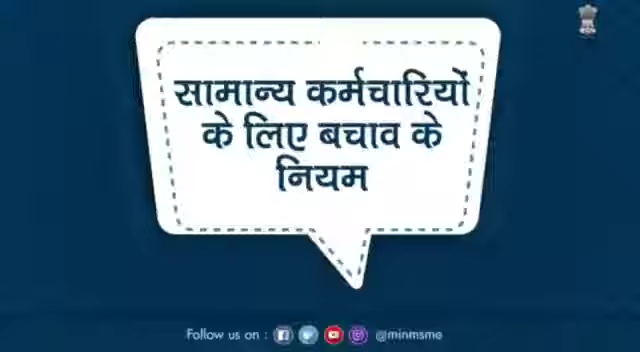 सामान्य कर्मचारियों
के लिए बचाव के
नियम
Follow us on : @minmsme